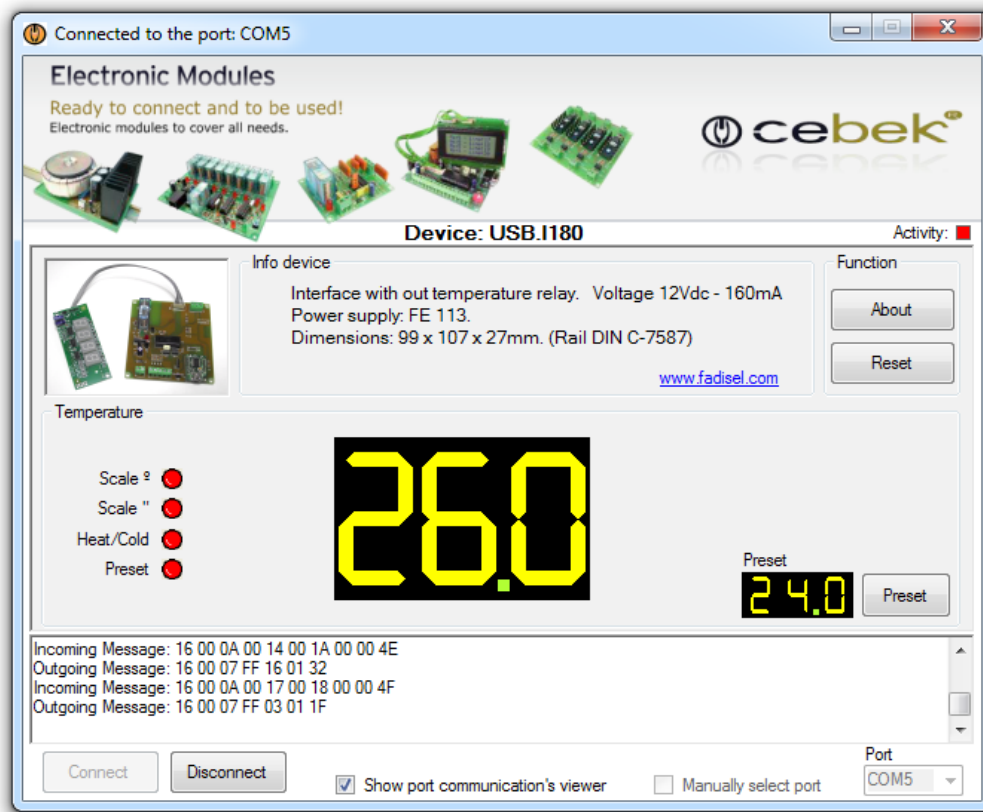 Connected to the port: COM5
Electronic Modules
Ready to connect and to be used!
Electronic modules to cover all needs.
cebek
Device: USB.I180
Activity:
Info device
Interface with out temperature relay. Voltage 12Vdc - 160mA
Power supply: FE 113.
Dimensions: 99 x 107 x 27mm. (Rail DIN C-7587)
www.fadisel.com
Function
About
Reset
Temperature
Scale º
Scale "
Heat/Cold
Preset
26.0
Preset
24.0
Preset
Incoming Message: 16 00 0A 00 14 00 1A 00 00 4E
Outgoing Message: 16 00 07 FF 16 01 32
Incoming Message: 16 00 0A 00 17 00 18 00 00 4F
Outgoing Message: 16 00 07 FF 03 01 1F
Connect
Disconnect
Show port communication's viewer
Manually select port
Port
COM5